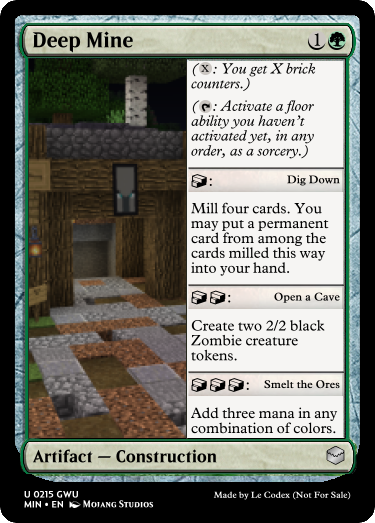 Deep Mine 1
(X: You get X brick
counters.)
(: Activate a floor
ability you haven't
activated yet, in any
order, as a sorcery.)
: Dig Down
Mill four cards. You
may put a permanent
card from among the
cards milled this way
into your hand.
: Open a Cave
Create two 2/2 black
Zombie creature
tokens.
: Smelt the Ores
Add three mana in any
combination of colors.
Artifact — Construction
U 0215 GWU
MIN • EN Mojang Studios
Made by Le Codex (Not For Sale)